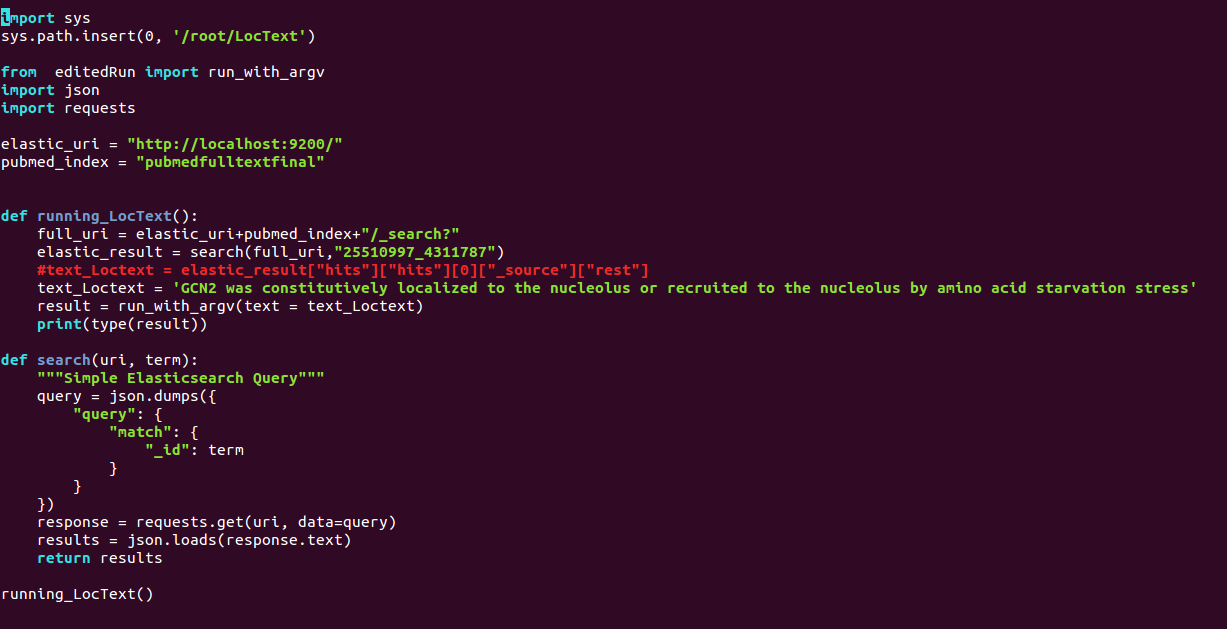 import sys
sys.path.insert(0, '/root/LocText')
from  editedRun import run_with_argv
import json
import requests
elastic_uri = "http://localhost:9200/"
pubmed_index = "pubmedfulltextfinal"
def running_LocText():
    full_uri = elastic_uri+pubmed_index+"/_search?"
    elastic_result = search(full_uri,"25510997_4311787")
    #text_Loctext = elastic_result["hits"]["hits"][0]["_source"]["rest"]
    text_Loctext = 'GCN2 was constitutively localized to the nucleolus or recruited to the nucleolus by amino acid starvation stress'
    result = run_with_argv(text = text_Loctext)
    print(type(result))
def search(uri, term):
    """Simple Elasticsearch Query"""
    query = json.dumps({
        "query": {
            "match": {
                "_id": term
            }
        }
    })
    response = requests.get(uri, data=query)
    results = json.loads(response.text)
    return results
running_LocText()